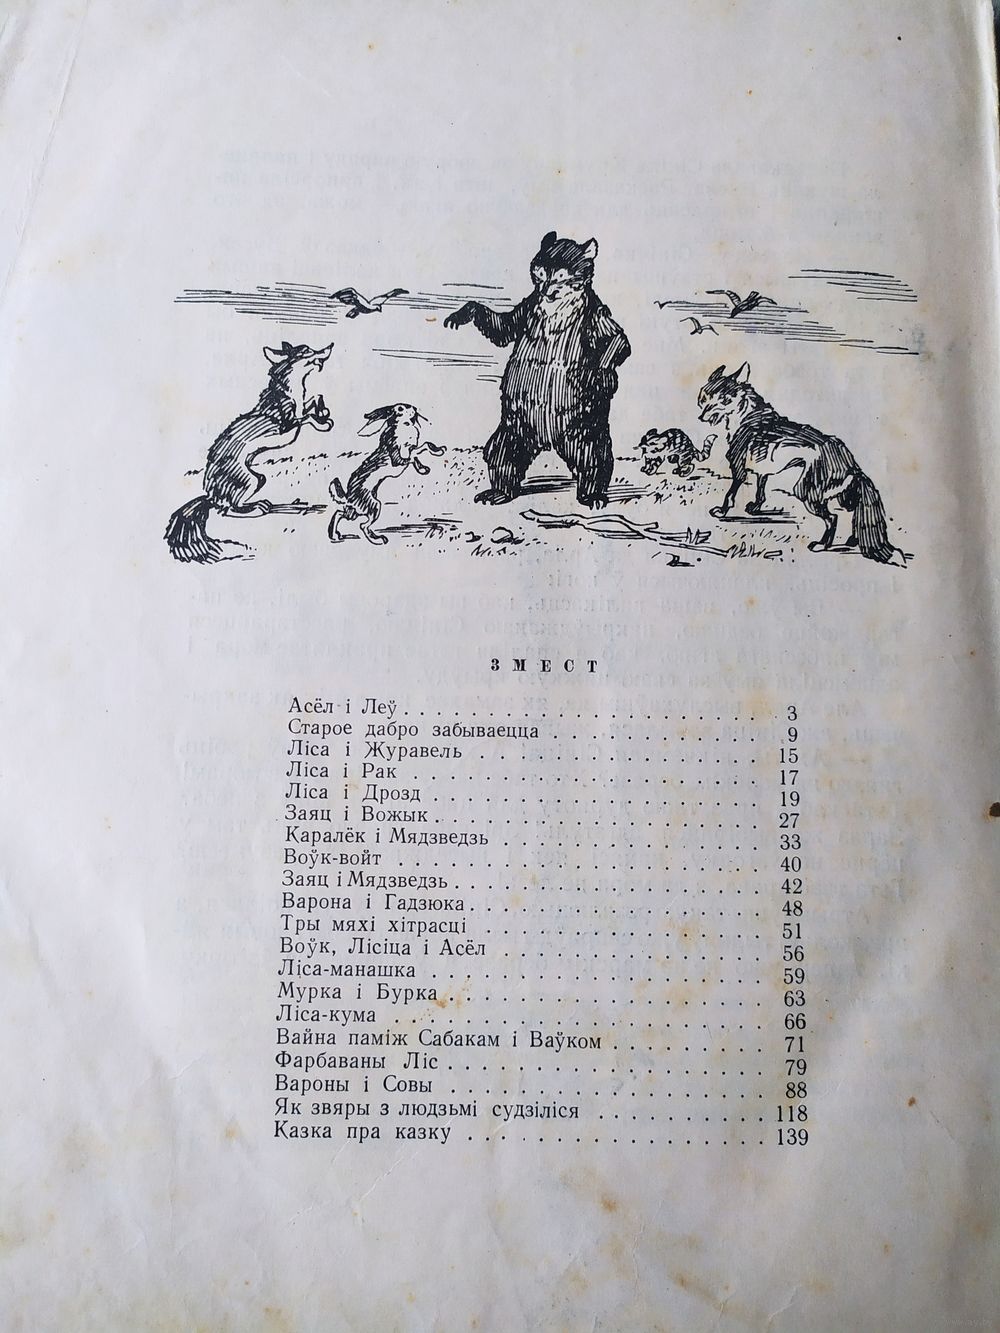 ЗМЕСТ
Асёл і Леў . . . . . . . . . . . . . . . . . . . . 3
Старое дабро забываецца . . . . . . . . . . . . 9
Ліса і Журавель . . . . . . . . . . . . . . . . 15
Ліса і Рак . . . . . . . . . . . . . . . . . . . 17
Ліса і Дрозд . . . . . . . . . . . . . . . . . . 19
Заяц і Вожык . . . . . . . . . . . . . . . . . . 27
Каралёк і Мядзведзь . . . . . . . . . . . . . . 33
Воўк-войт . . . . . . . . . . . . . . . . . . . 40
Заяц і Мядзведзь . . . . . . . . . . . . . . . . 42
Варона і Гадзюка . . . . . . . . . . . . . . . . 48
Тры мяхі хітрасці . . . . . . . . . . . . . . . 51
Воўк, Лісіца і Асёл . . . . . . . . . . . . . . 56
Ліса-манашка . . . . . . . . . . . . . . . . . . 59
Мурка і Бурка . . . . . . . . . . . . . . . . . 63
Ліса-кума . . . . . . . . . . . . . . . . . . . 66
Вайна паміж Сабакам і Ваўком . . . . . . . . . 71
Фарбаваны Ліс . . . . . . . . . . . . . . . . . 79
Вароны і Совы . . . . . . . . . . . . . . . . . 88
Як звяры з людзьмі судзіліся . . . . . . . . . 118
Казка пра казку . . . . . . . . . . . . . . . . 139